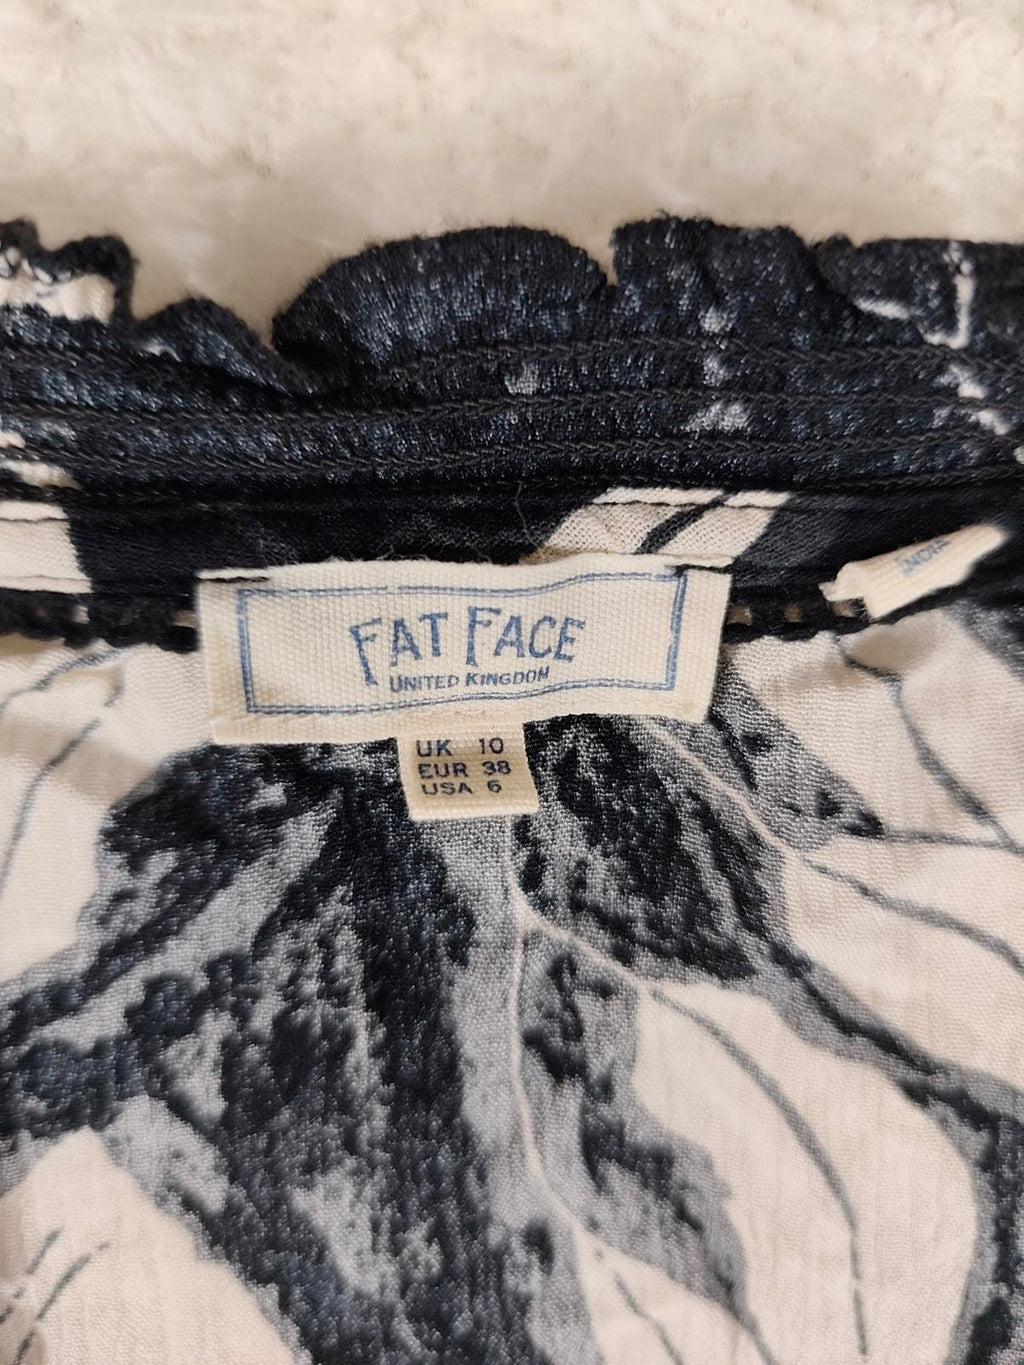 FAT FACE
UNITED KINGDOM
UK 10
EUR 38
USA 6